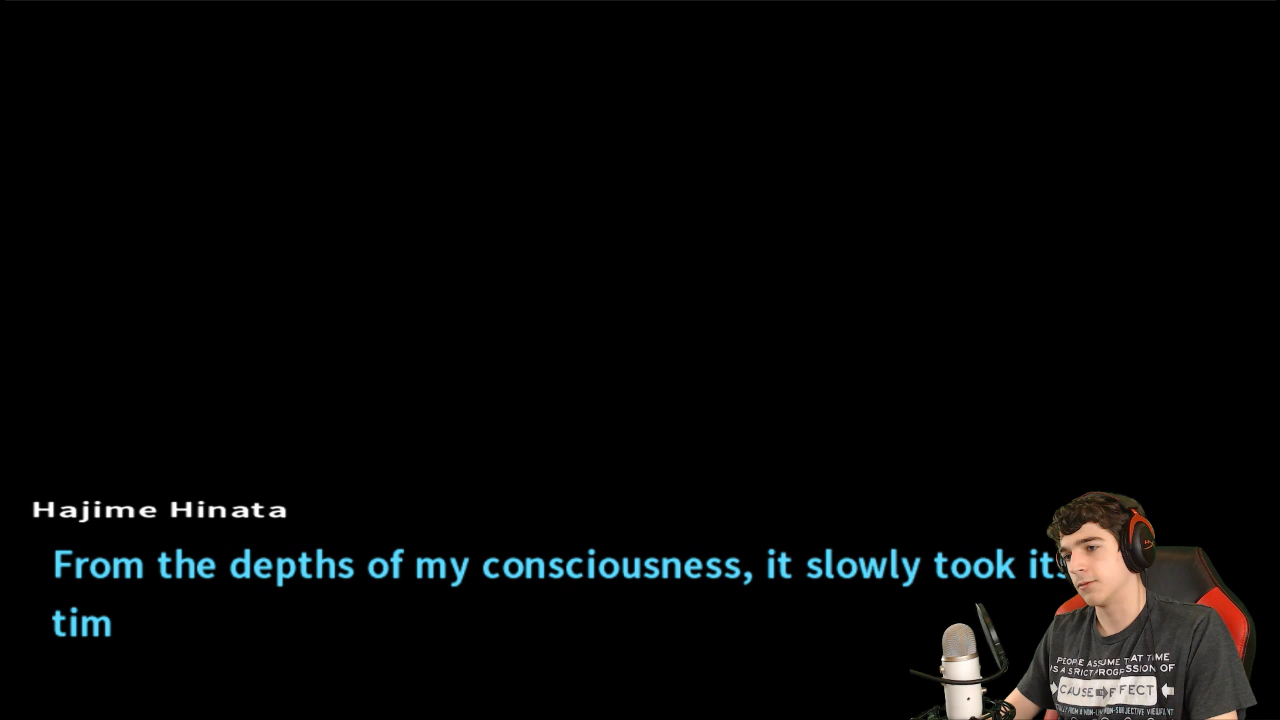 Hajime Hinata
From the depths of my consciousness, it slowly took its
tim
PEOPLE ASSUME THAT TIME
IS A STRICT PROGRESSION OF
CAUSE EFFECT